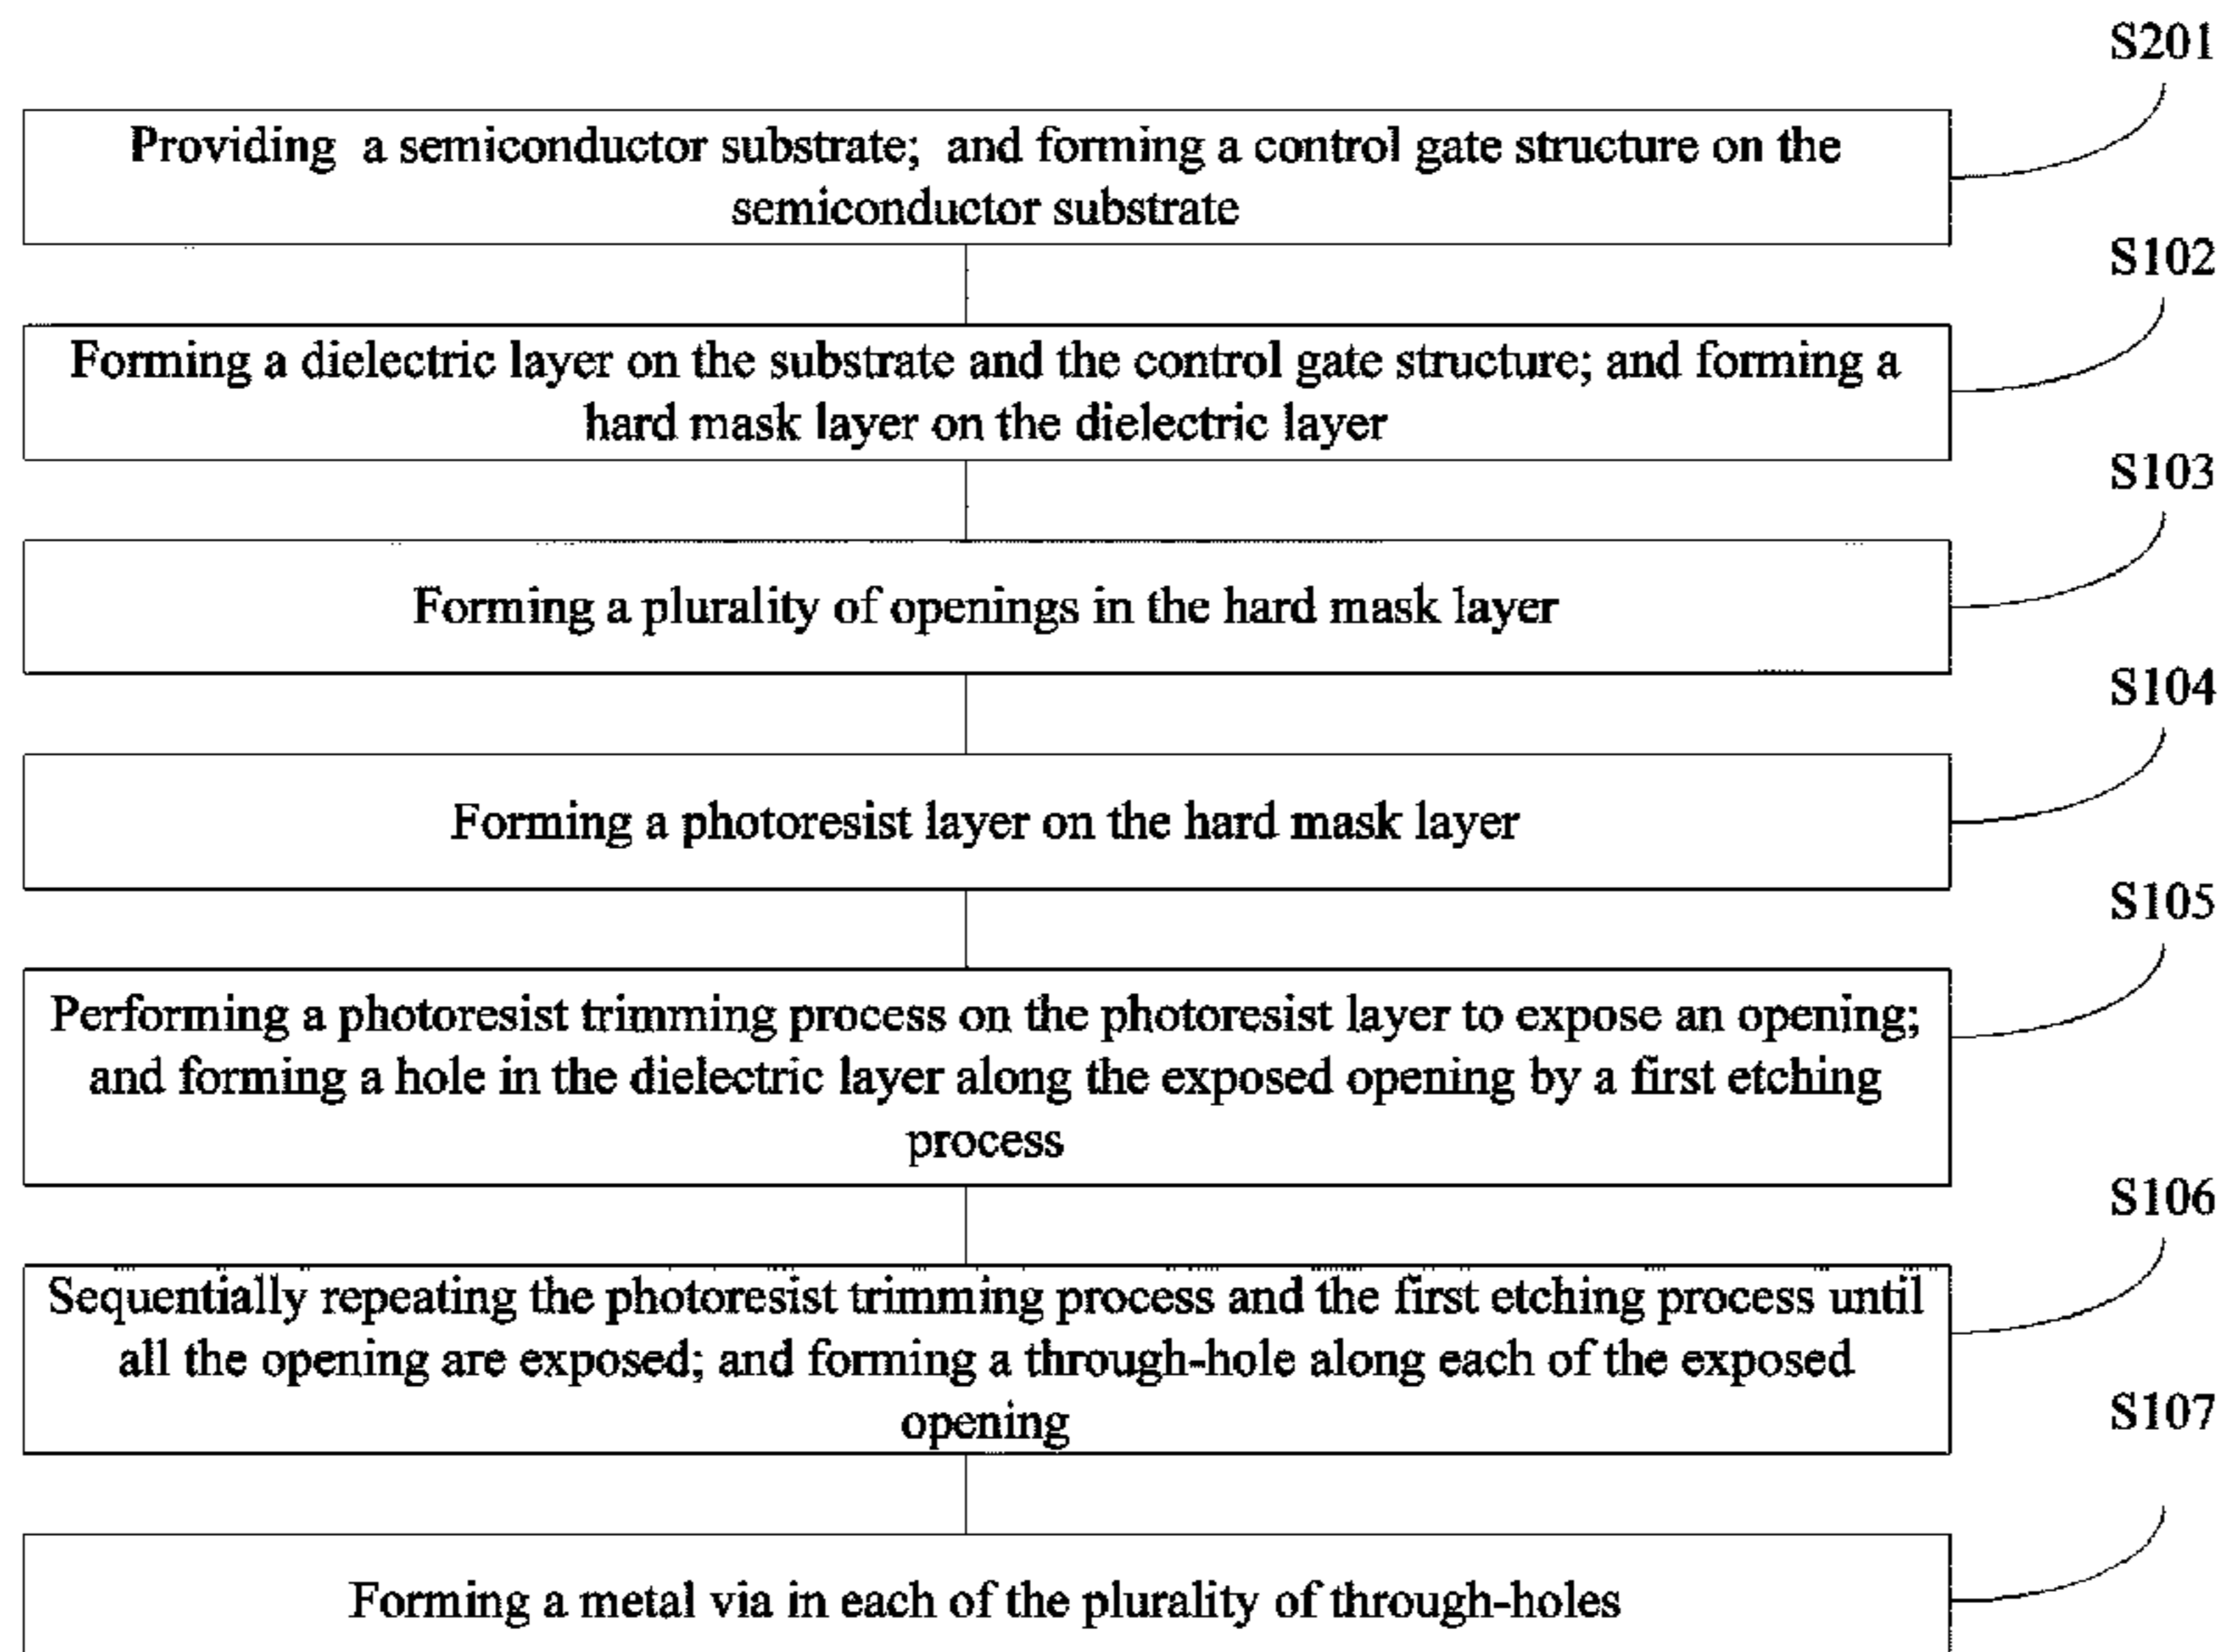 S201
Providing a semiconductor substrate; and forming a control gate structure on the
semiconductor substrate
S102
Forming a dielectric layer on the substrate and the control gate structure; and forming a
hard mask layer on the dielectric layer
S103
Forming a plurality of openings in the hard mask layer
S104
Forming a photoresist layer on the hard mask layer
S105
Performing a photoresist trimming process on the photoresist layer to expose an opening;
and forming a hole in the dielectric layer along the exposed opening by a first etching
process
S106
Sequentially repeating the photoresist trimming process and the first etching process until
all the opening are exposed; and forming a through-hole along each of the exposed
opening
S107
Forming a metal via in each of the plurality of through-holes